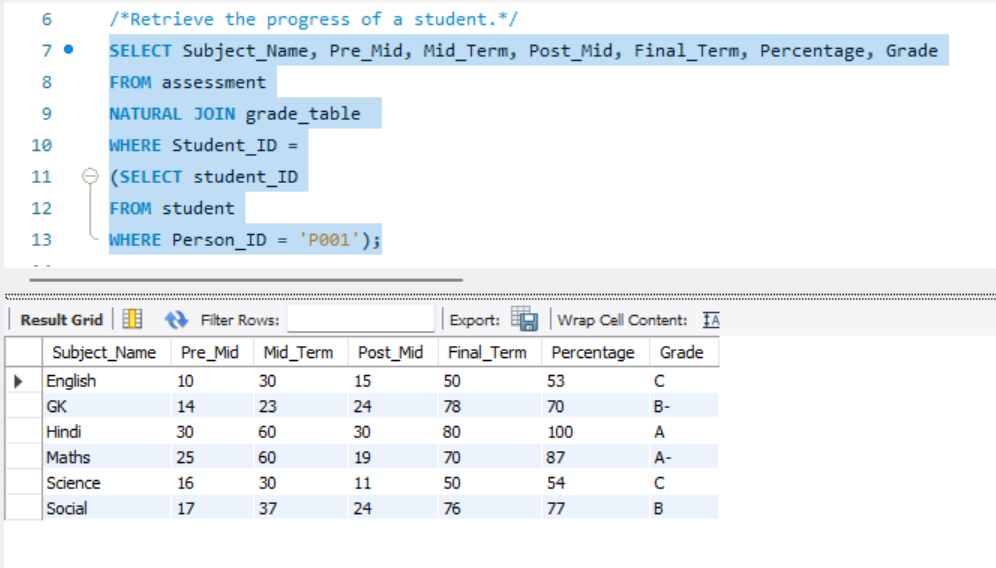 6 /*Retrieve the progress of a student.*/
7 SELECT Subject_Name, Pre_Mid, Mid_Term, Post_Mid, Final_Term, Percentage, Grade
8 FROM assessment
9 NATURAL JOIN grade_table
10 WHERE Student_ID =
11 (SELECT student_ID
12 FROM student
13 WHERE Person_ID = 'P001');
Result Grid Filter Rows: Export: Wrap Cell Content: IA
Subject_Name Pre_Mid Mid_Term Post_Mid Final_Term Percentage Grade
English 10 30 15 50 53 C
GK 14 23 24 78 70 B-
Hindi 30 60 30 80 100 A
Maths 25 60 19 70 87 A-
Science 16 30 11 50 54 C
Social 17 37 24 76 77 B